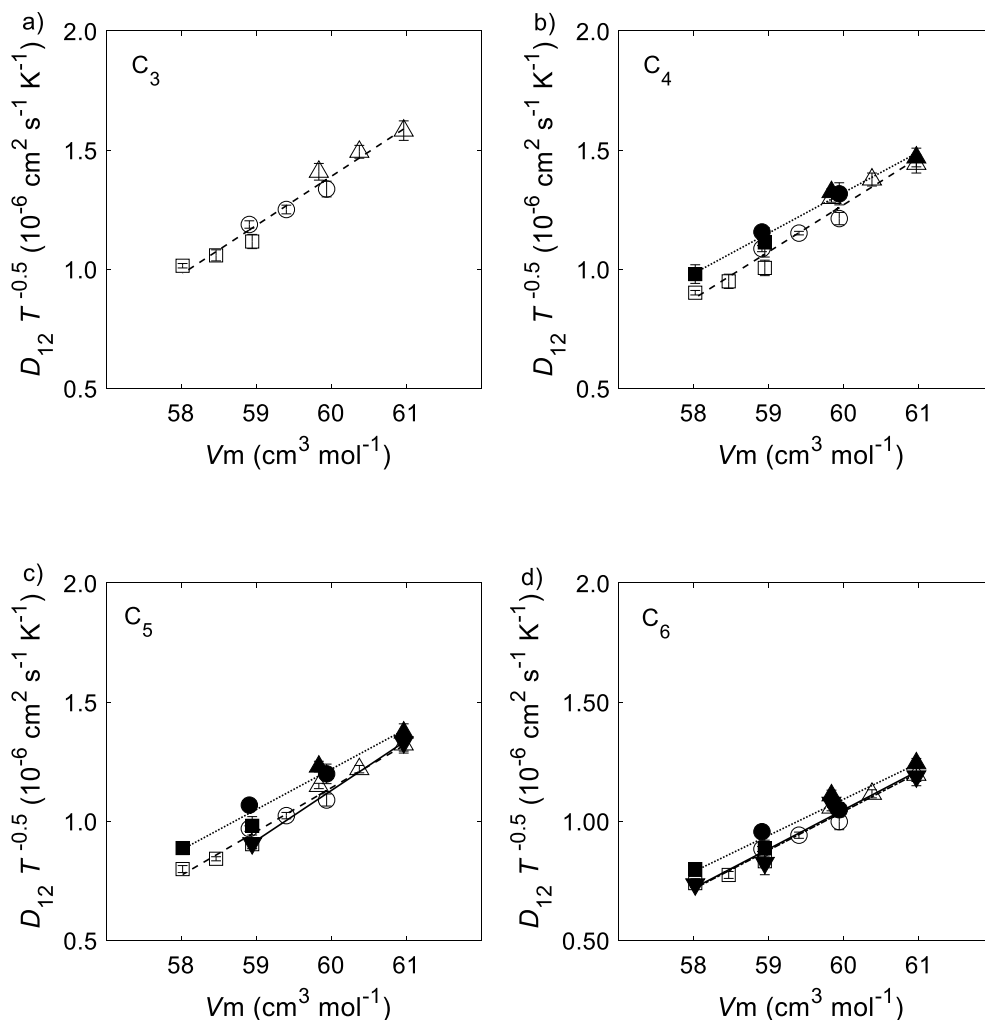 a)
C3
D12 T -0.5 (10-6 cm2 s-1 K-1)
2.0
1.5
1.0
0.5
58 59 60 61
Vm (cm3 mol-1)
b)
C4
D12 T -0.5 (10-6 cm2 s-1 K-1)
2.0
1.5
1.0
0.5
58 59 60 61
Vm (cm3 mol-1)
c)
C5
D12 T -0.5 (10-6 cm2 s-1 K-1)
2.0
1.5
1.0
0.50
58 59 60 61
Vm (cm3 mol-1)
d)
C6
D12 T -0.5 (10-6 cm2 s-1 K-1)
2.0
1.50
1.00
0.50
58 59 60 61
Vm (cm3 mol-1)